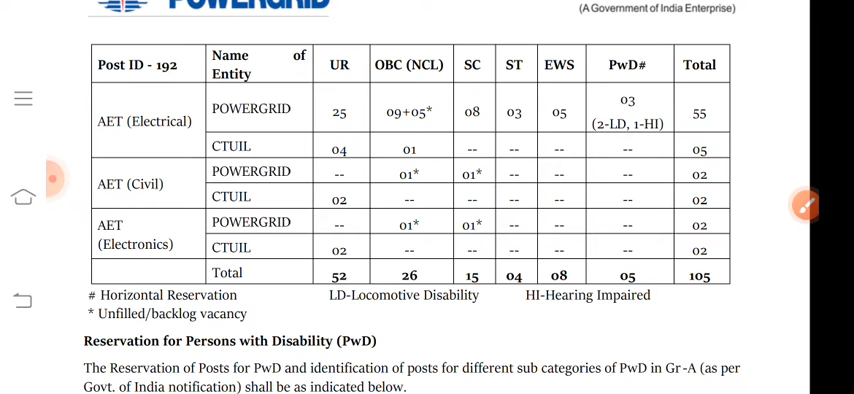 POWERGRID
(A Government of India Enterprise)
Post ID - 192 Name of Entity UR OBC (NCL) SC ST EWS PwD# Total
AET (Electrical) POWERGRID 25 09+05* 08 03 05 03 (2-LD, 1-HI) 55
CTUIL 04 01 -- -- -- -- 05
AET (Civil) POWERGRID -- 01* 01* -- -- -- 02
CTUIL 02 -- -- -- -- -- 02
AET (Electronics) POWERGRID -- 01* 01* -- -- -- 02
CTUIL 02 -- -- -- -- -- 02
Total 52 26 15 04 08 05 105
# Horizontal Reservation LD-Locomotive Disability HI-Hearing Impaired
* Unfilled/backlog vacancy
Reservation for Persons with Disability (PwD)
The Reservation of Posts for PwD and identification of posts for different sub categories of PwD in Gr-A (as per
Govt. of India notification) shall be as indicated below.